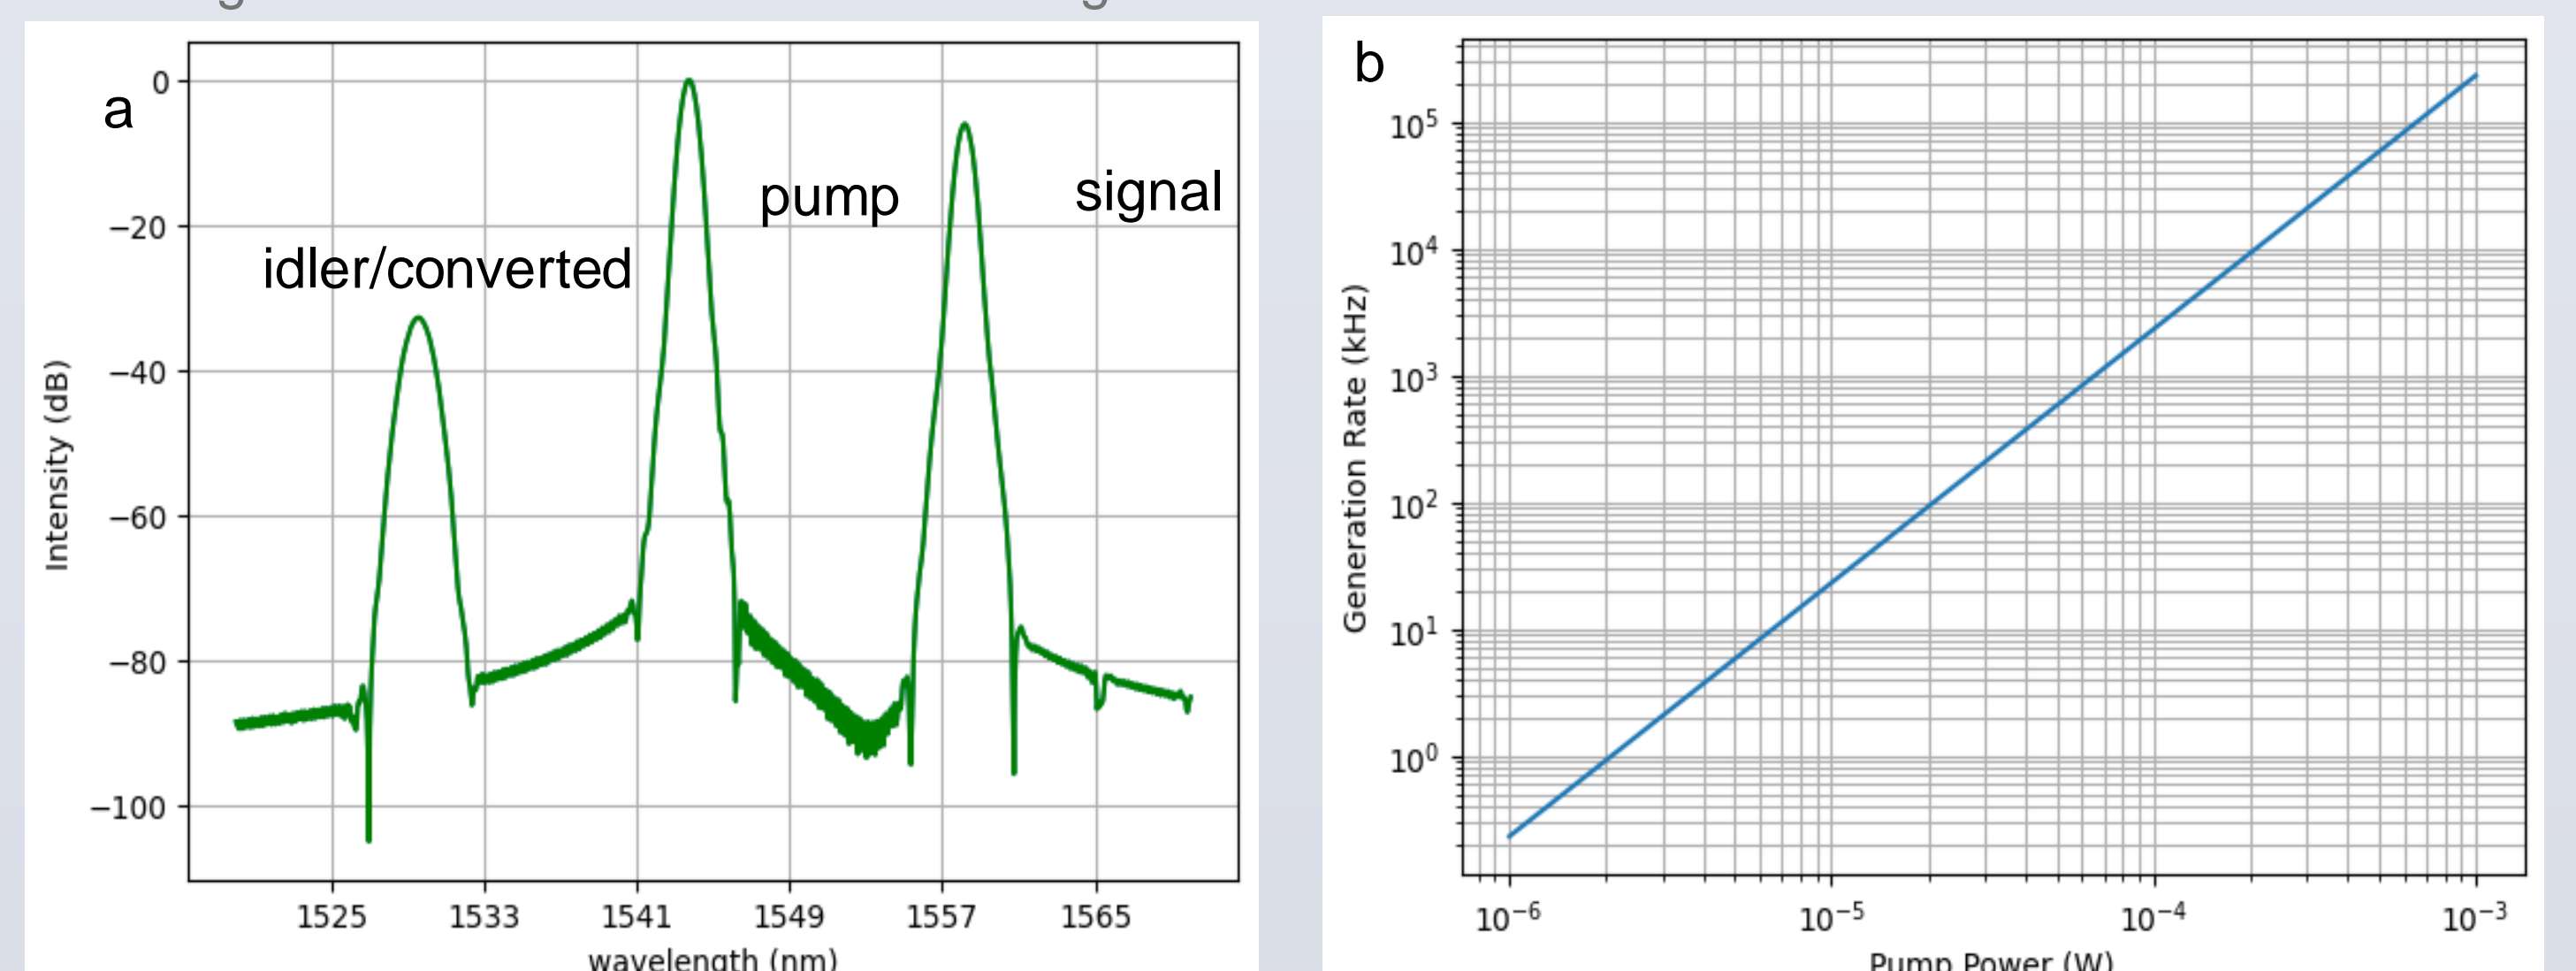 a
0
−20
−40
−60
−80
−100
Intensity (dB)
idler/converted
pump
signal
1525 1533 1541 1549 1557 1565
wavelength (nm)
b
10^5
10^4
10^3
10^2
10^1
10^0
Generation Rate (kHz)
10^−6 10^−5 10^−4 10^−3
Pump Power (W)